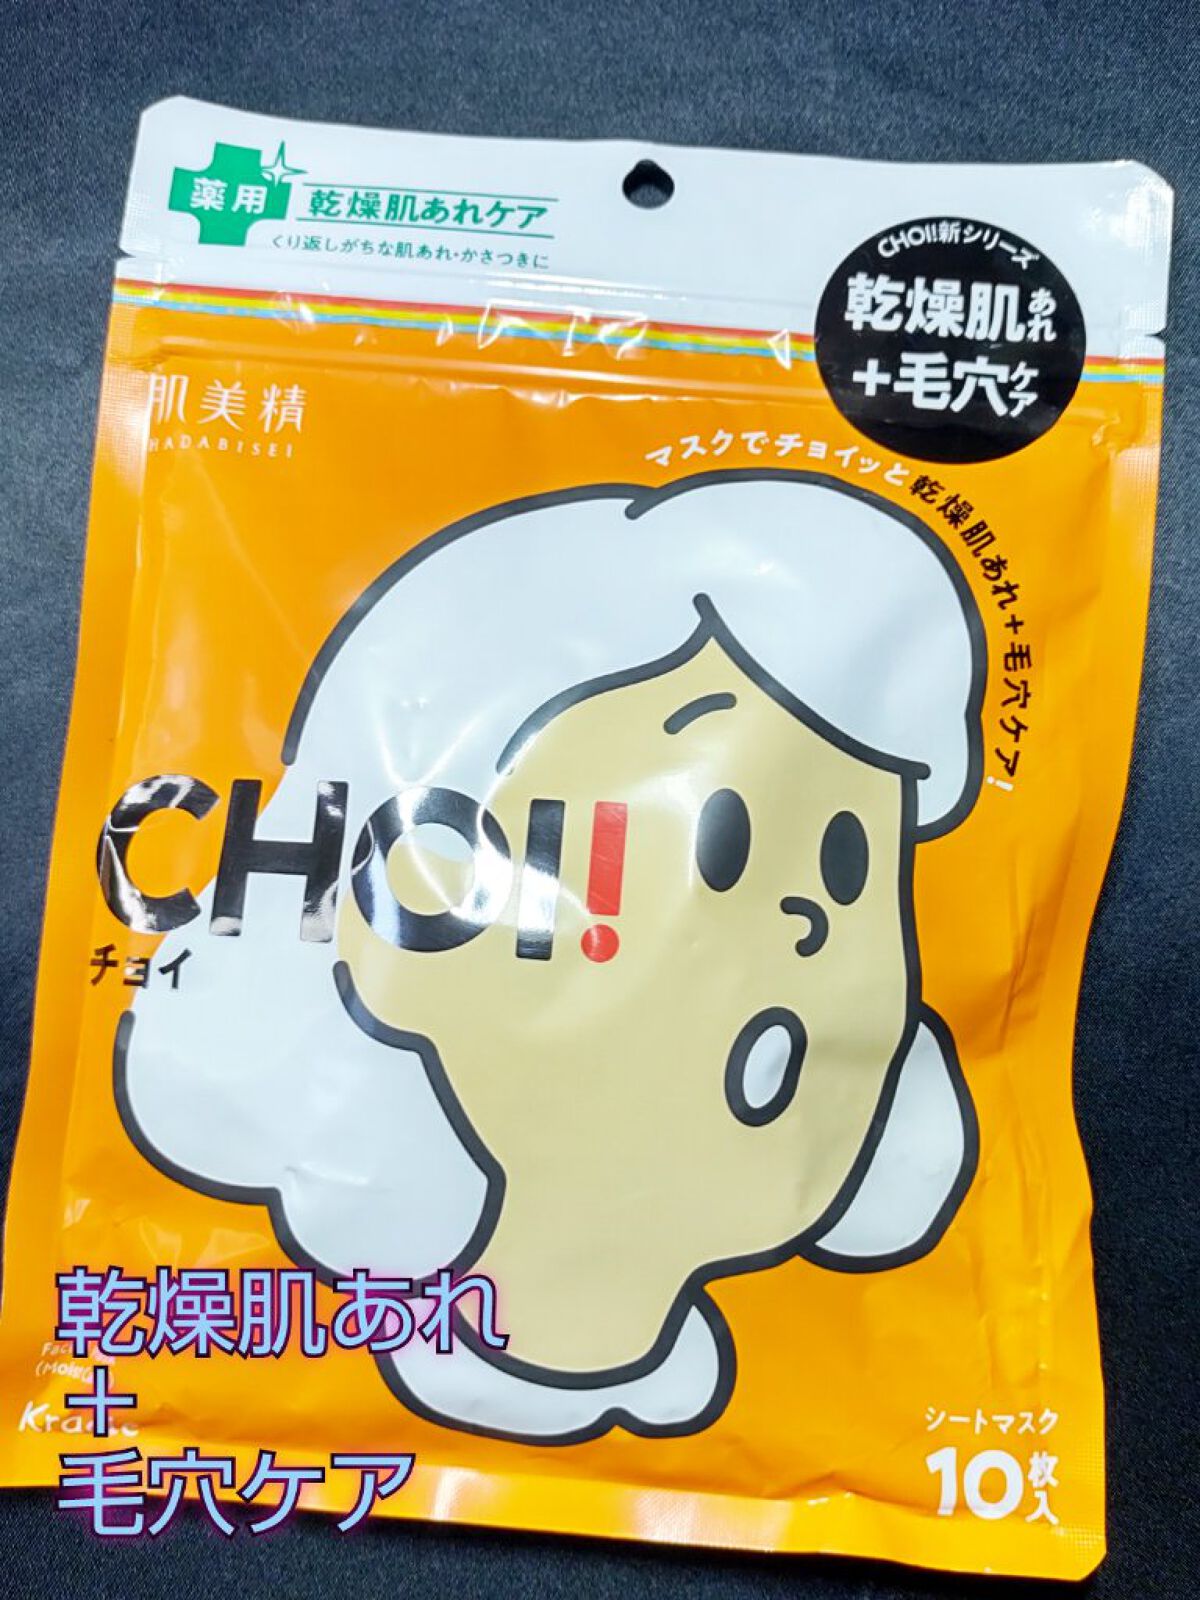 薬用
乾燥肌あれケア
くり返しがちな肌あれ・かさつきに
CHOI!新シリーズ
乾燥肌あれ
+毛穴ケア
肌美精
HADABISEI
マスクでチョイッと乾燥肌あれ+毛穴ケア!
CHOI!
チョイ
乾燥肌あれ
+
毛穴ケア
Kracie
シートマスク
10枚入